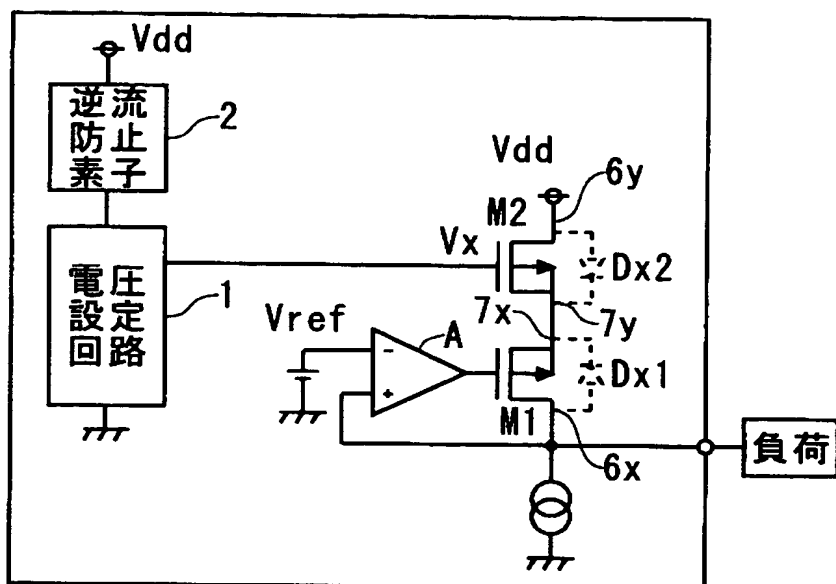 Vdd
逆流
防止
素子
2
電圧
設定
回路
1
Vdd
6y
M2
Vx
Dx2
7x
7y
Vref
A
-
+
M1
Dx1
6x
負荷